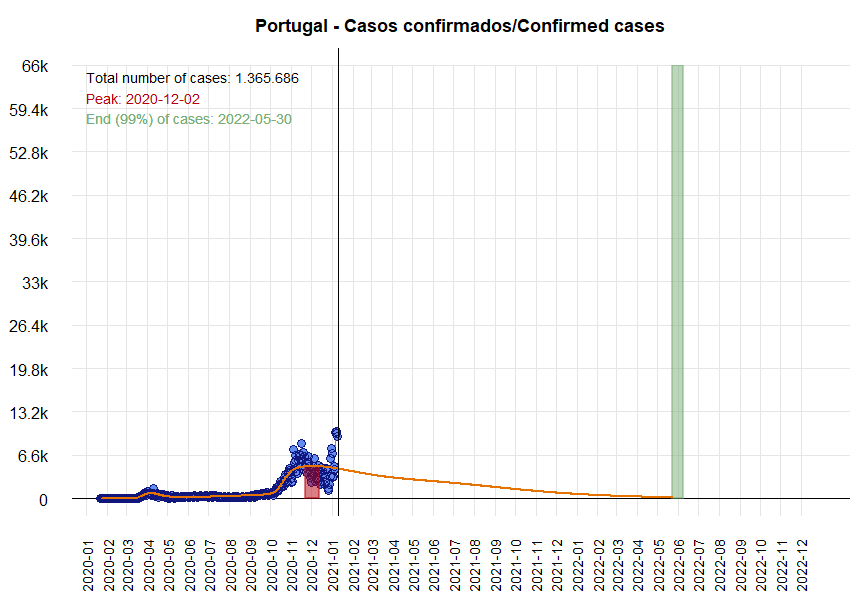 Portugal - Casos confirmados/Confirmed cases
Total number of cases: 1.365.686
Peak: 2020-12-02
End (99%) of cases: 2022-05-30
66k
59.4k
52.8k
46.2k
39.6k
33k
26.4k
19.8k
13.2k
6.6k
0
2020-01
2020-02
2020-03
2020-04
2020-05
2020-06
2020-07
2020-08
2020-09
2020-10
2020-11
2020-12
2021-01
2021-02
2021-03
2021-04
2021-05
2021-06
2021-07
2021-08
2021-09
2021-10
2021-11
2021-12
2022-01
2022-02
2022-03
2022-04
2022-05
2022-06
2022-07
2022-08
2022-09
2022-10
2022-11
2022-12